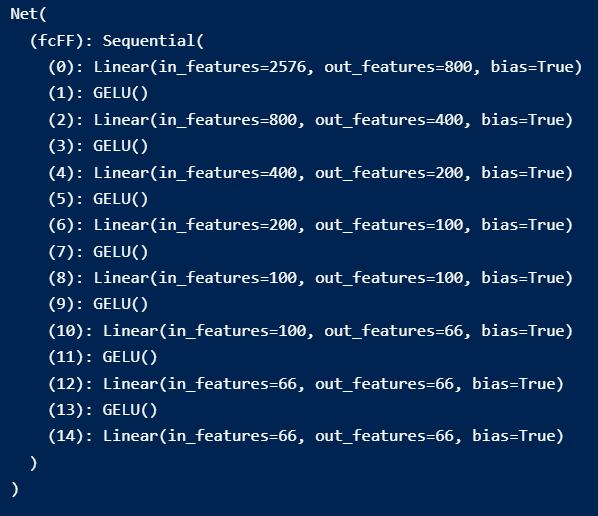 Net(
  (fcFF): Sequential(
    (0): Linear(in_features=2576, out_features=800, bias=True)
    (1): GELU()
    (2): Linear(in_features=800, out_features=400, bias=True)
    (3): GELU()
    (4): Linear(in_features=400, out_features=200, bias=True)
    (5): GELU()
    (6): Linear(in_features=200, out_features=100, bias=True)
    (7): GELU()
    (8): Linear(in_features=100, out_features=100, bias=True)
    (9): GELU()
    (10): Linear(in_features=100, out_features=66, bias=True)
    (11): GELU()
    (12): Linear(in_features=66, out_features=66, bias=True)
    (13): GELU()
    (14): Linear(in_features=66, out_features=66, bias=True)
  )
)